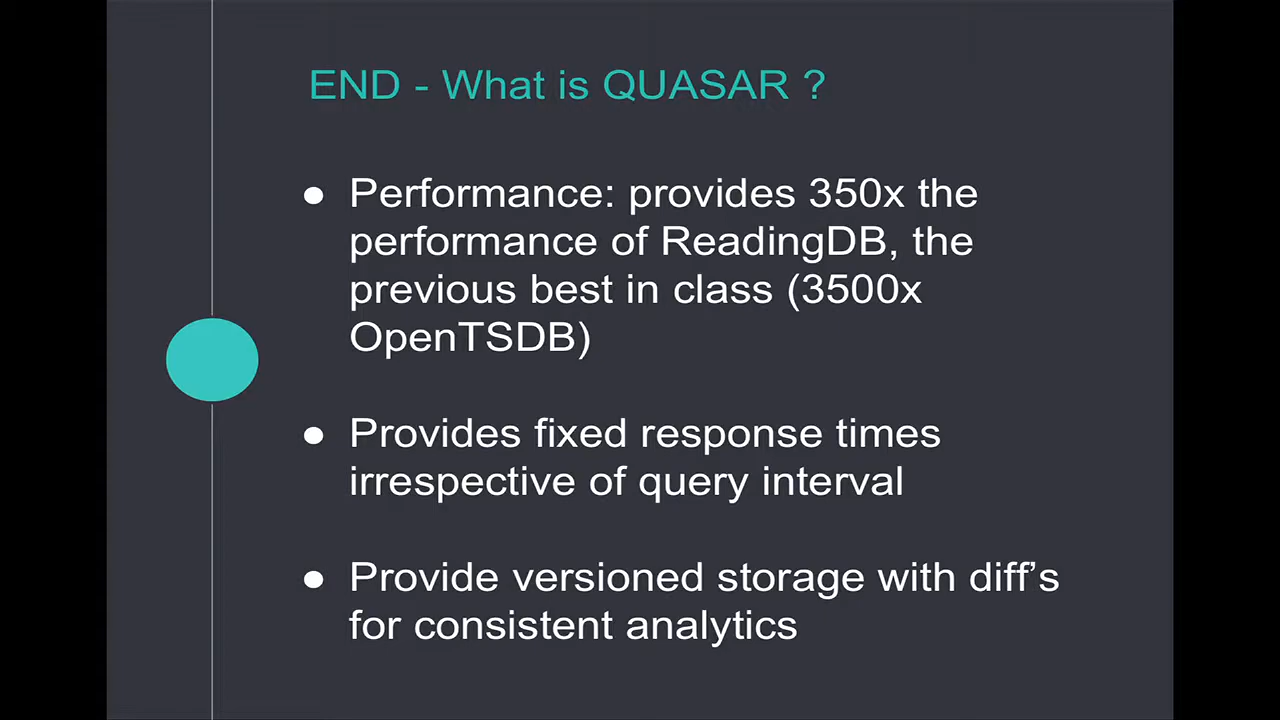 END - What is QUASAR ?
● Performance: provides 350x the
performance of ReadingDB, the
previous best in class (3500x
OpenTSDB)
● Provides fixed response times
irrespective of query interval
● Provide versioned storage with diff’s
for consistent analytics